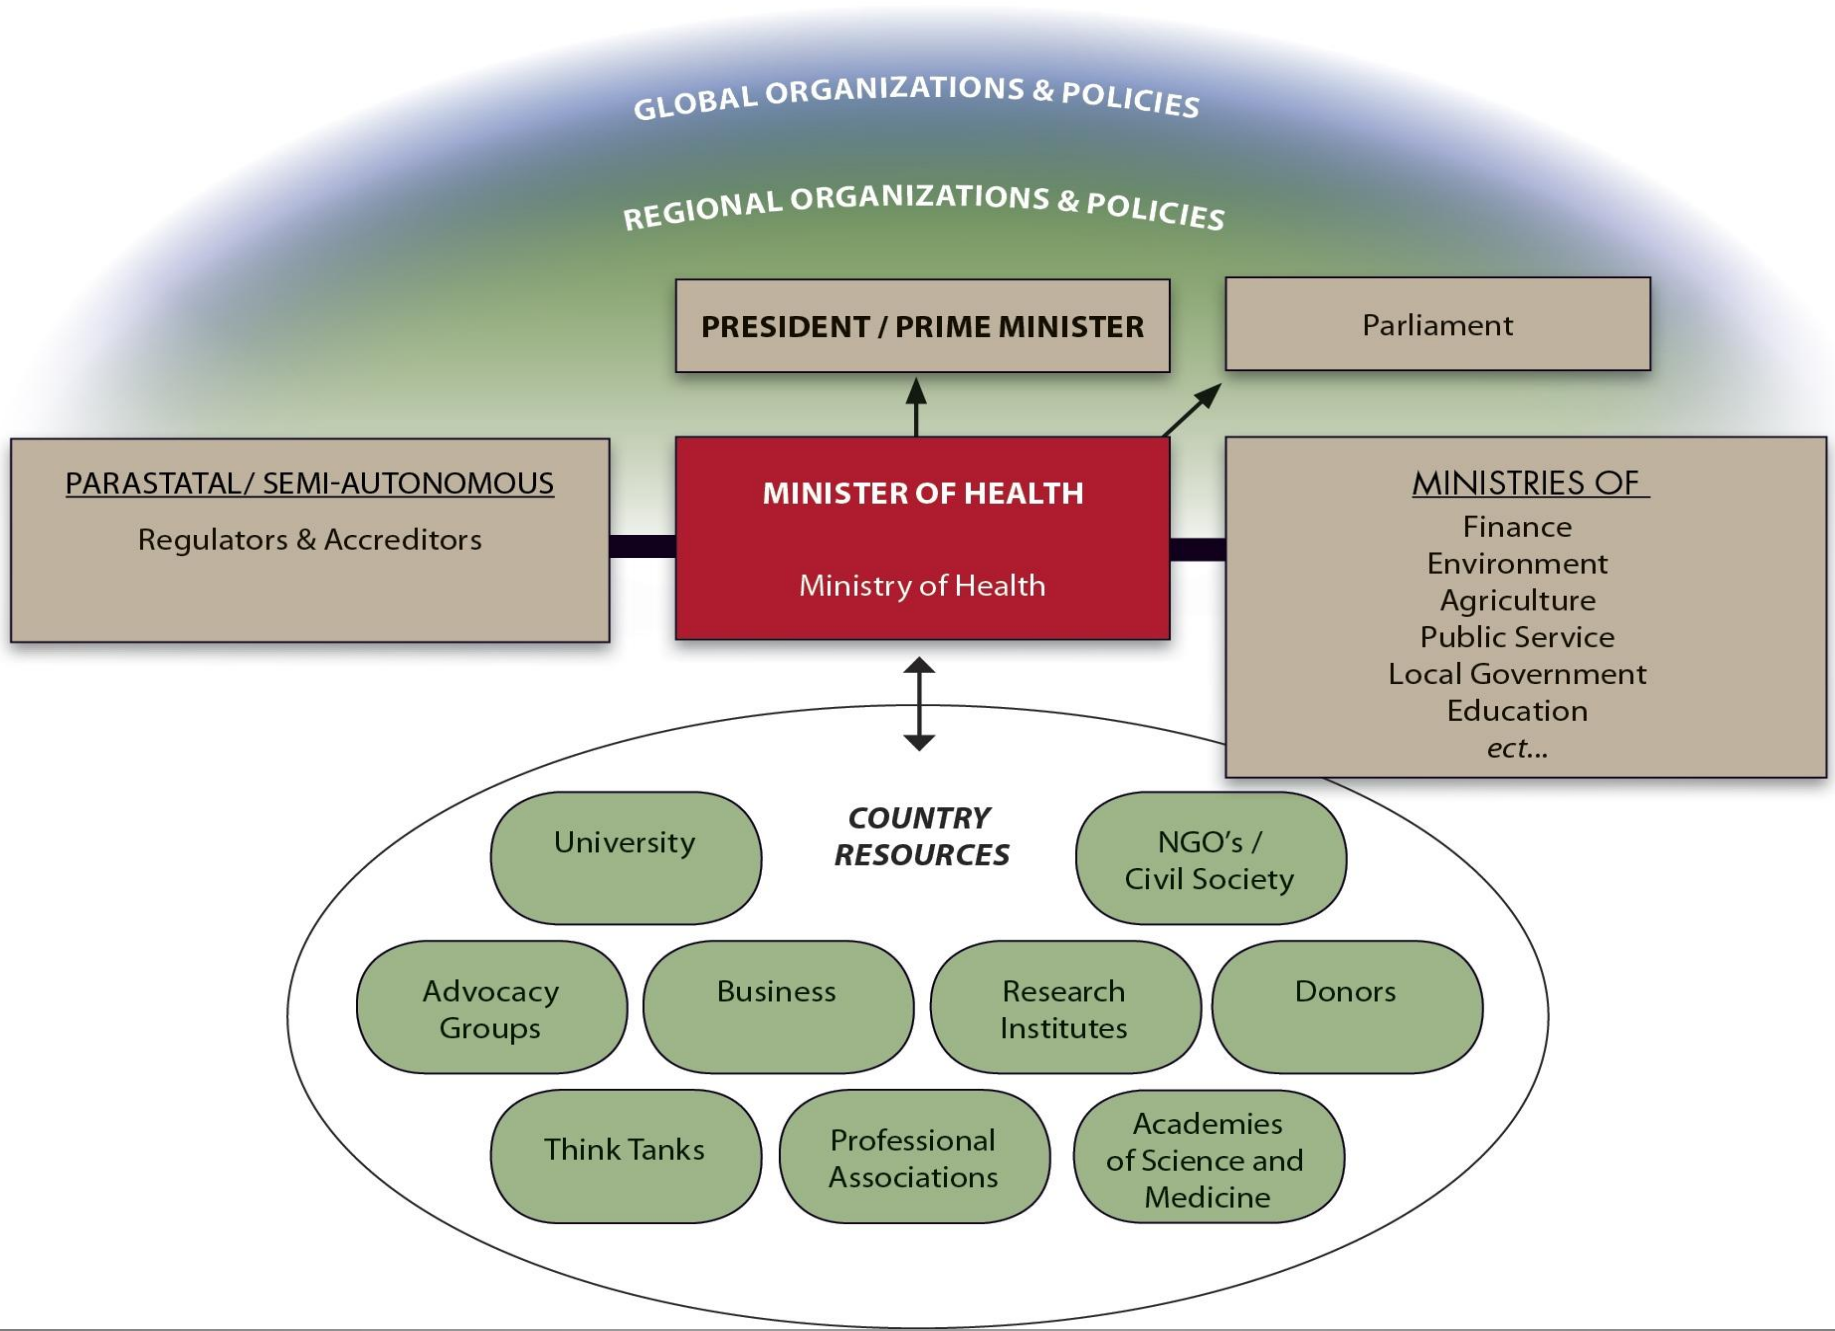 GLOBAL ORGANIZATIONS & POLICIES
REGIONAL ORGANIZATIONS & POLICIES
PRESIDENT / PRIME MINISTER
Parliament
PARASTATAL/ SEMI-AUTONOMOUS
Regulators & Accreditors
MINISTER OF HEALTH
Ministry of Health
MINISTRIES OF
Finance
Environment
Agriculture
Public Service
Local Government
Education
ect...
COUNTRY
RESOURCES
University
NGO's /
Civil Society
Advocacy
Groups
Business
Research
Institutes
Donors
Think Tanks
Professional
Associations
Academies
of Science and
Medicine